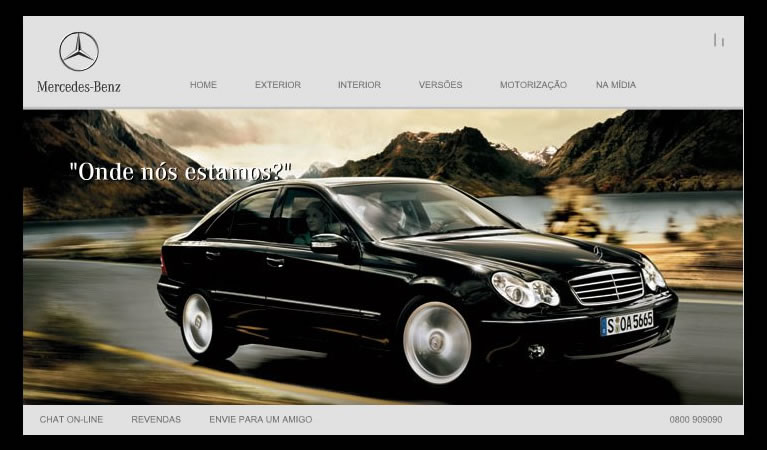 Mercedes-Benz
HOME EXTERIOR INTERIOR VERSÕES MOTORIZAÇÃO NA MÍDIA
"Onde nós estamos?"
S OA 5665
CHAT ON-LINE REVENDAS ENVIE PARA UM AMIGO 0800 909090